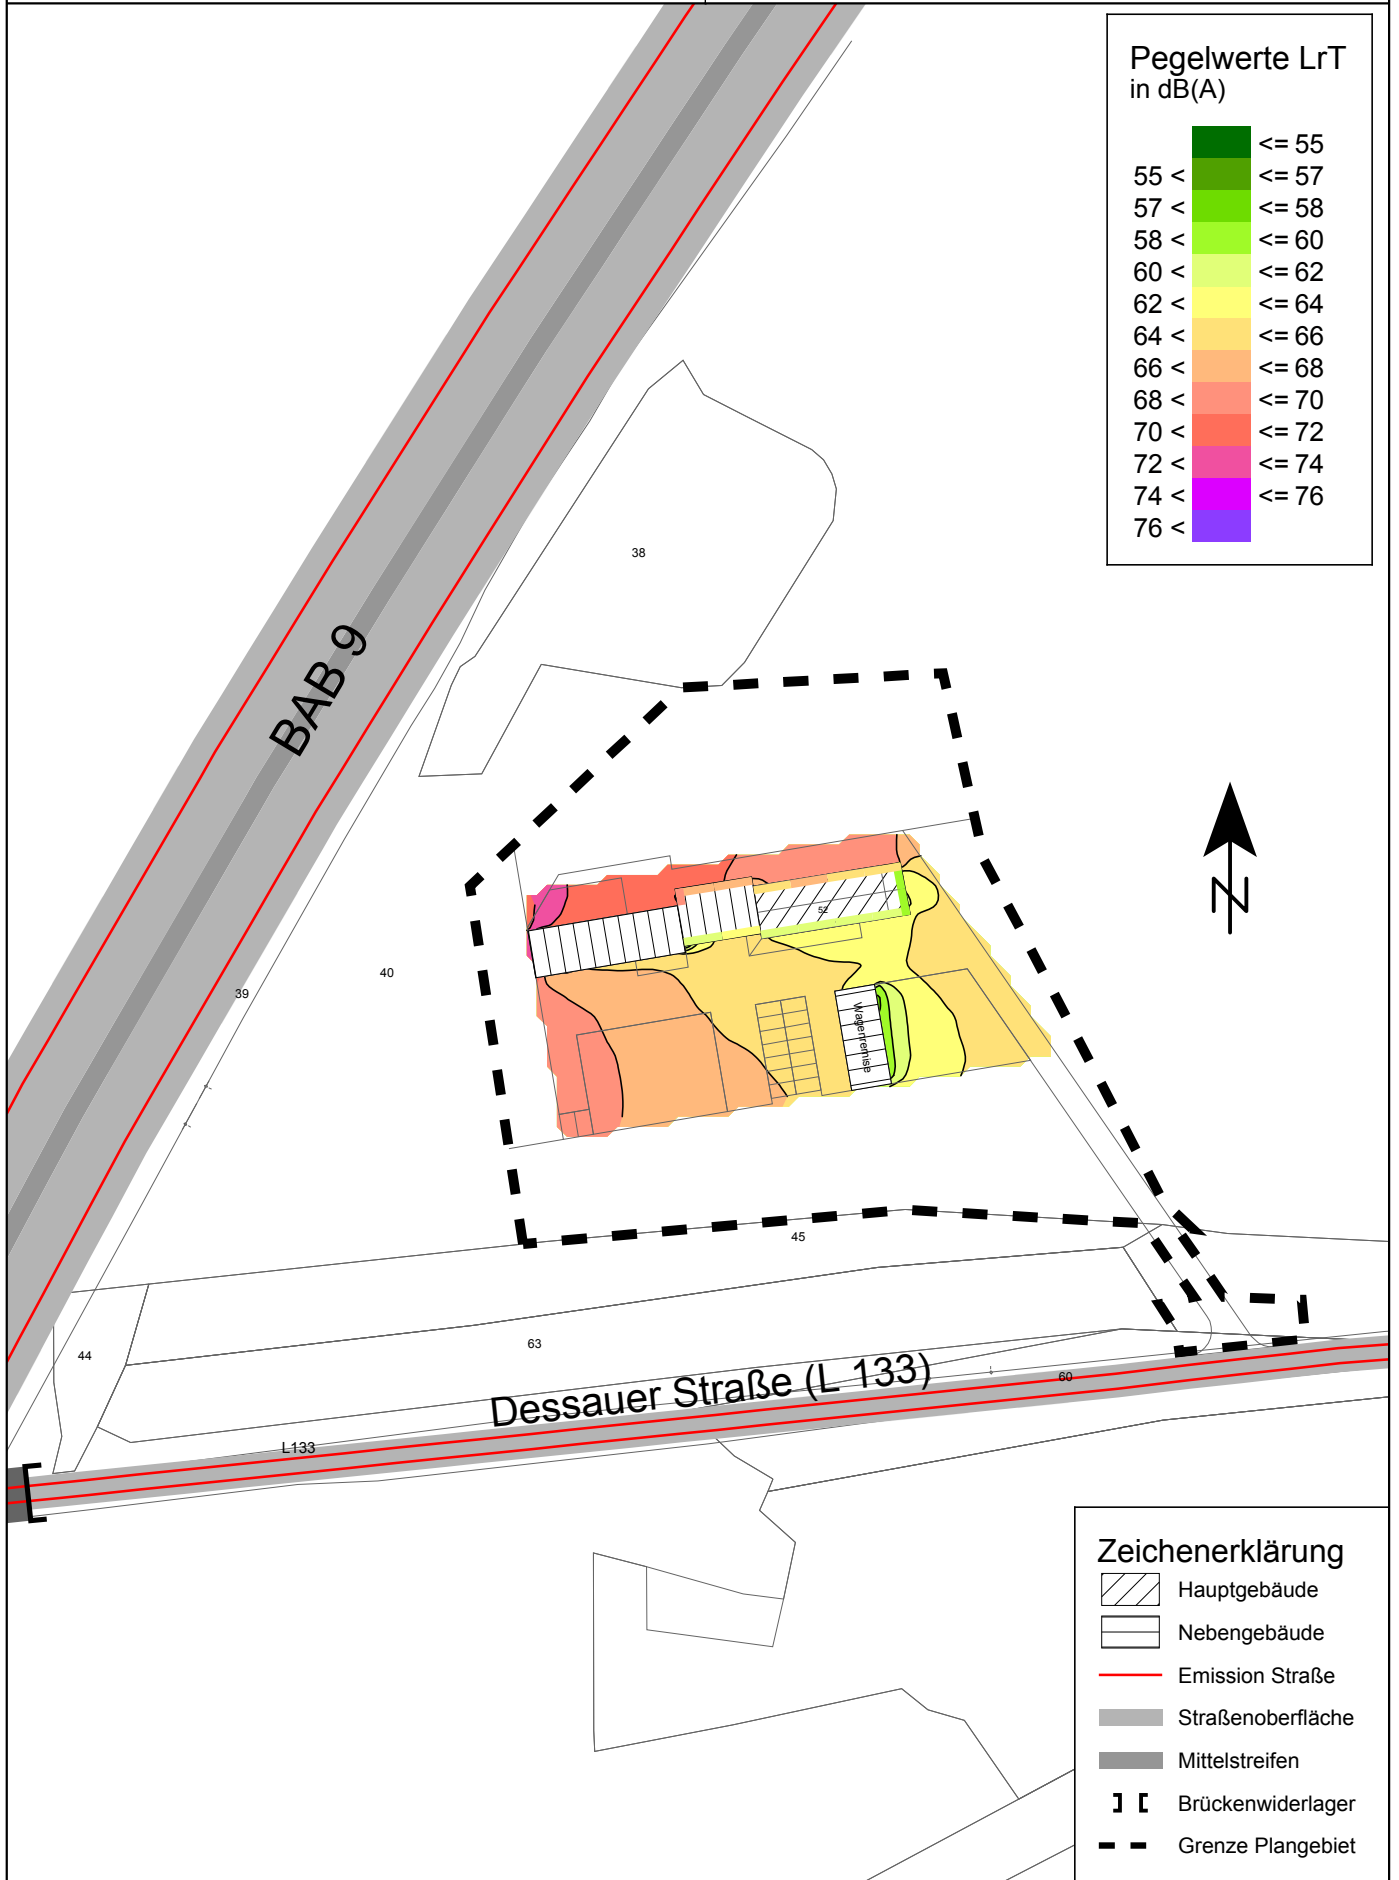 Pegelwerte LrT
in dB(A)
<= 55
55 < <= 57
57 < <= 58
58 < <= 60
60 < <= 62
62 < <= 64
64 < <= 66
66 < <= 68
68 < <= 70
70 < <= 72
72 < <= 74
74 < <= 76
76 <
38
BAB 9
N
52
40
39
Wagenremise
45
63
44
Dessauer Straße (L 133)
60
L133
Zeichenerklärung
Hauptgebäude
Nebengebäude
Emission Straße
Straßenoberfläche
Mittelstreifen
Brückenwiderlager
Grenze Plangebiet